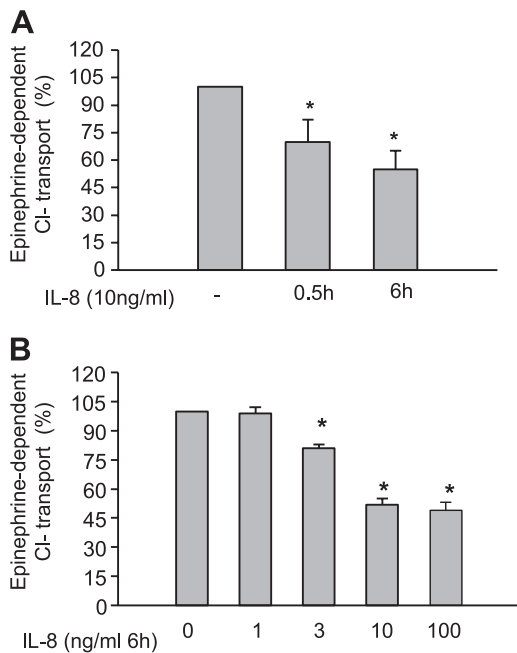 A
Epinephrine-dependent
Cl- transport (%)
120
105
90
75
60
45
30
15
0
* *
IL-8 (10ng/ml) - 0.5h 6h
B
Epinephrine-dependent
Cl- transport (%)
120
105
90
75
60
45
30
15
0
* * *
IL-8 (ng/ml 6h) 0 1 3 10 100